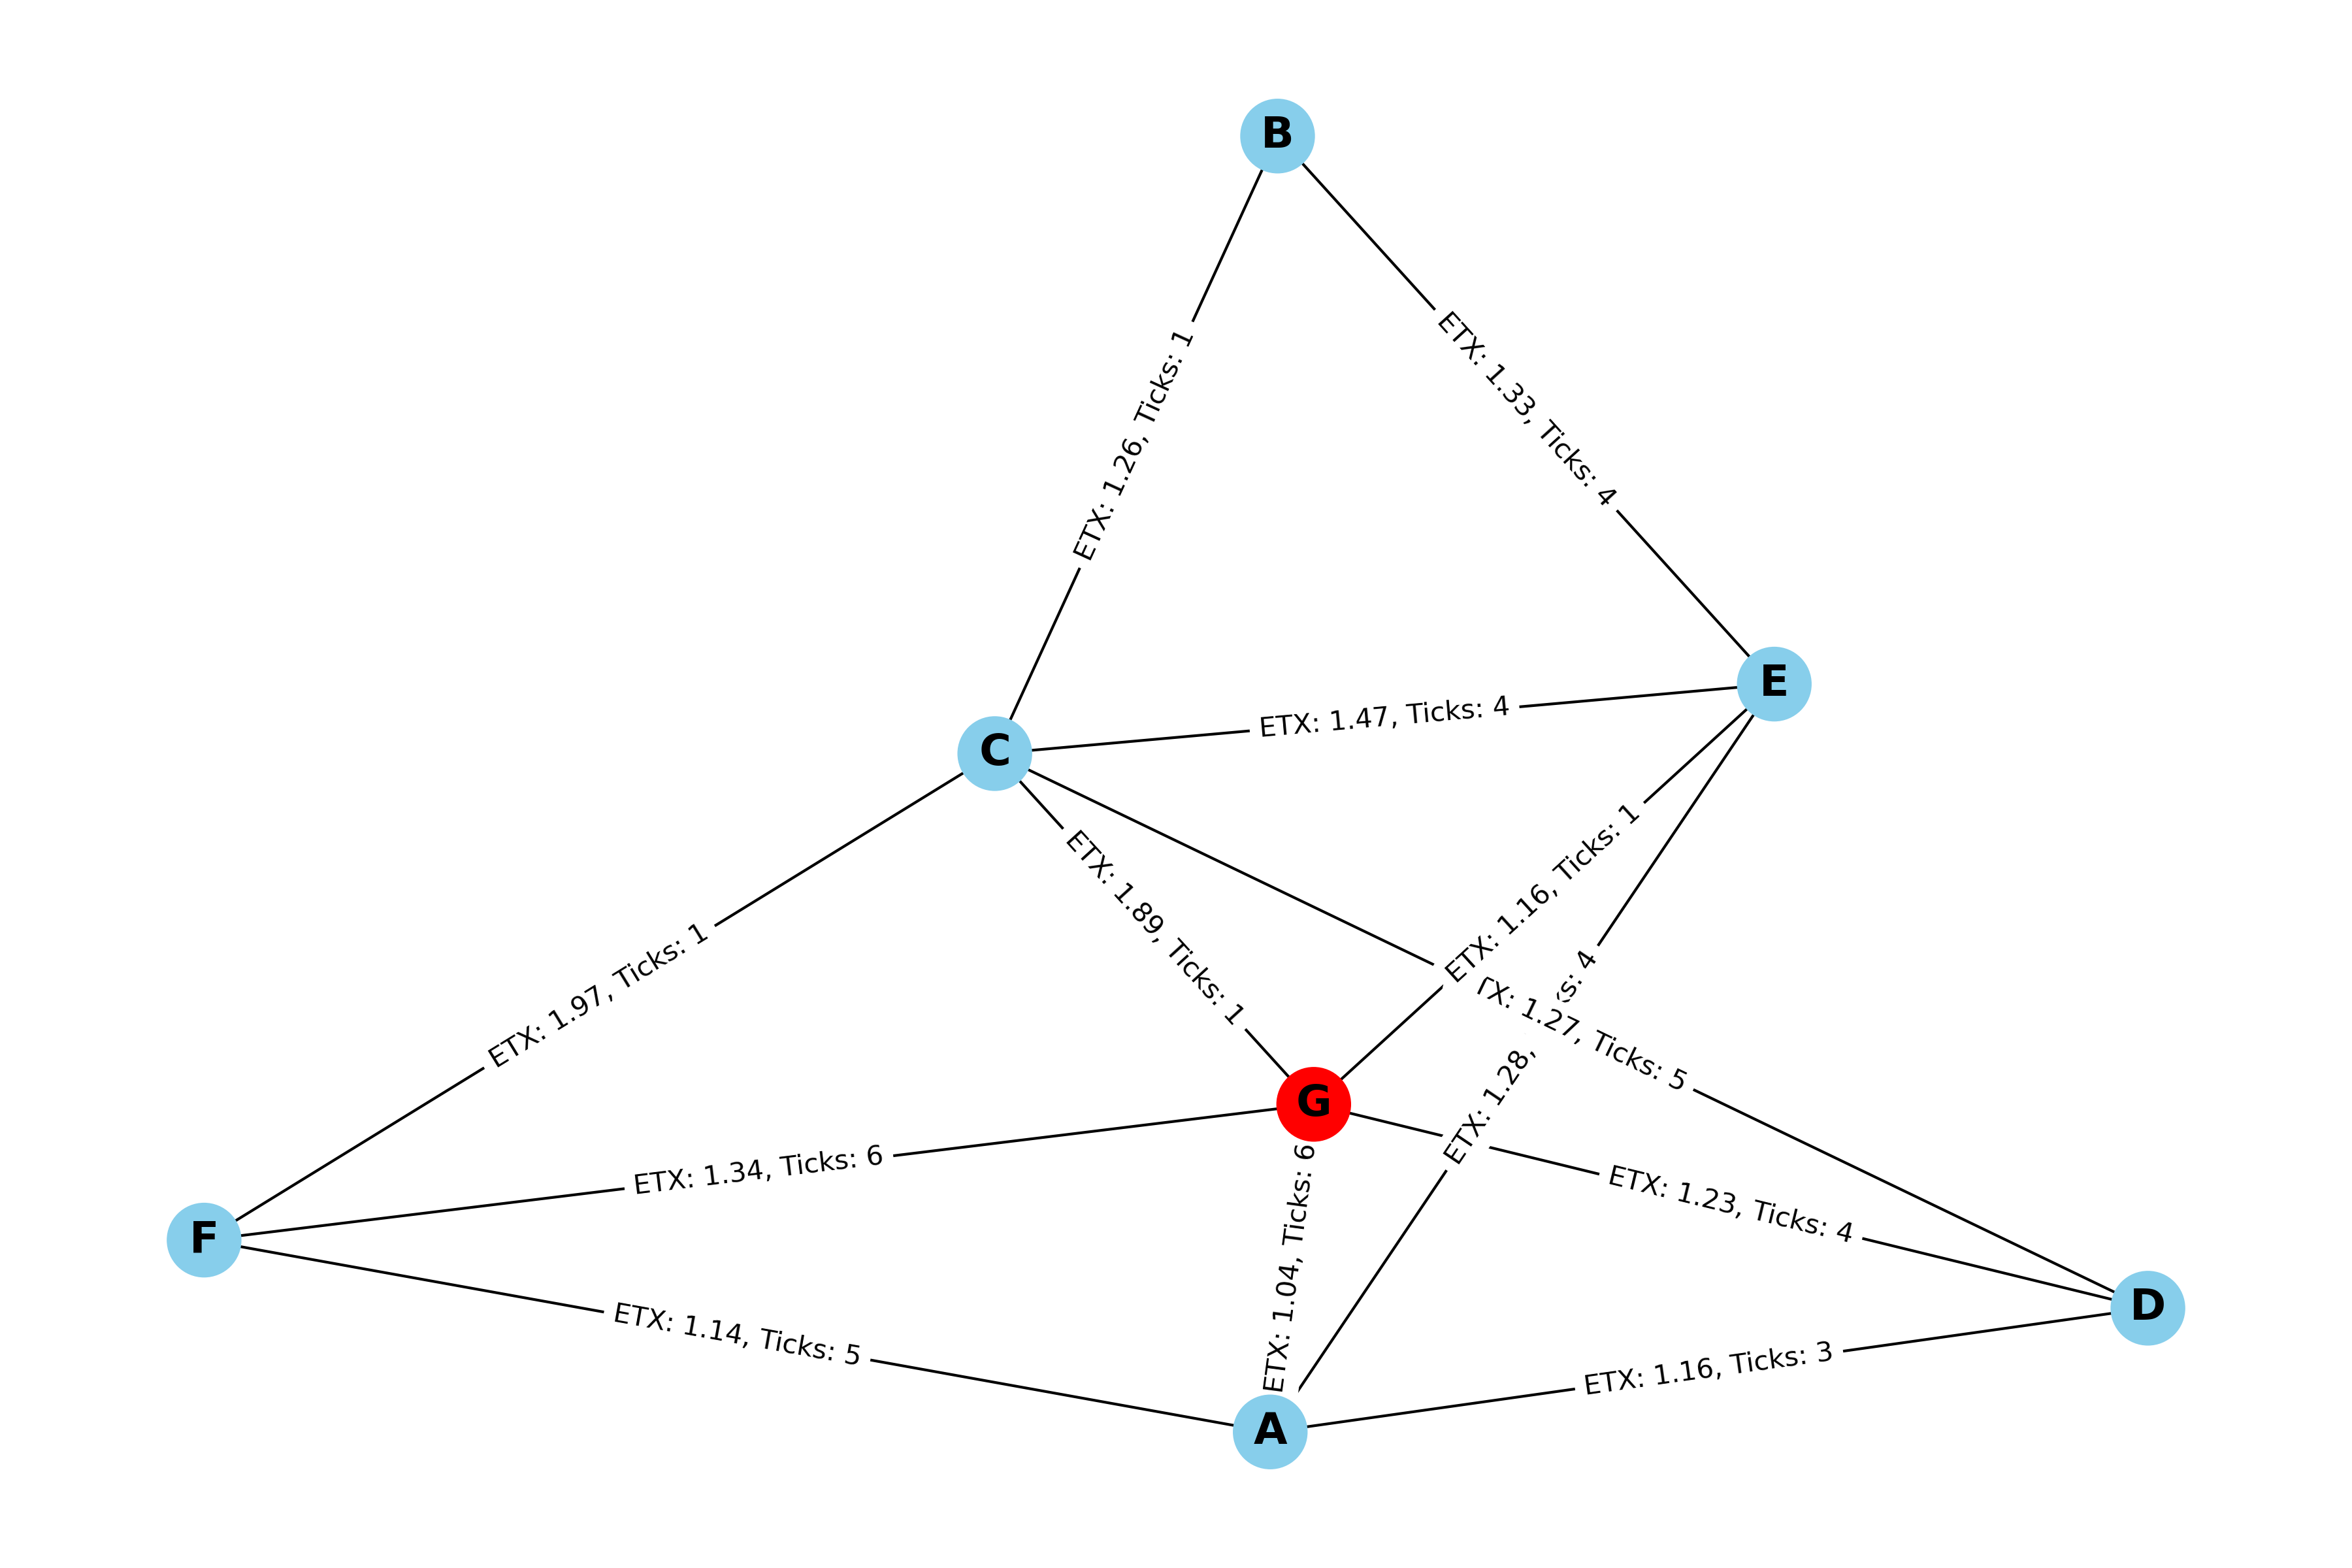 B
ETX: 1.26, Ticks: 1
ETX: 1.33, Ticks: 4
E
ETX: 1.47, Ticks: 4
C
ETX: 1.16, Ticks: 1
ETX: 1.89, Ticks: 1
ETX: 1.97, Ticks: 1
1.27, Ticks: 5
ETX: 1.28, 4
G
ETX: 1.34, Ticks: 6
ETX: 1.23, Ticks: 4
F
ETX: 1.04, Ticks: 6
D
ETX: 1.14, Ticks: 5
ETX: 1.16, Ticks: 3
A